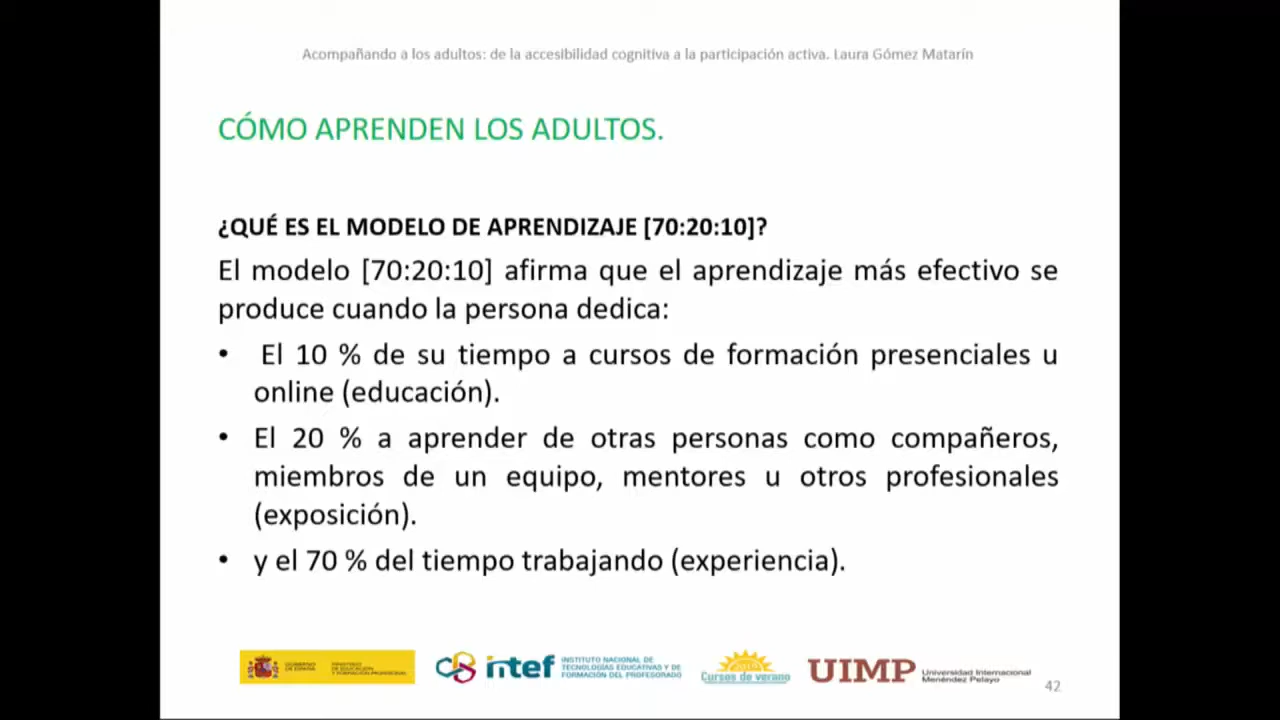 Acompañando a los adultos: de la accesibilidad cognitiva a la participación activa. Laura Gómez Matarín
CÓMO APRENDEN LOS ADULTOS.
¿QUÉ ES EL MODELO DE APRENDIZAJE [70:20:10]?
El modelo [70:20:10] afirma que el aprendizaje más efectivo se
produce cuando la persona dedica:
• El 10 % de su tiempo a cursos de formación presenciales u
online (educación).
• El 20 % a aprender de otras personas como compañeros,
miembros de un equipo, mentores u otros profesionales
(exposición).
• y el 70 % del tiempo trabajando (experiencia).
GOBIERNO
DE ESPAÑA
MINISTERIO
DE EDUCACIÓN
Y FORMACIÓN PROFESIONAL
intef
INSTITUTO NACIONAL DE
TECNOLOGÍAS EDUCATIVAS Y DE
FORMACIÓN DEL PROFESORADO
Cursos de verano
UIMP
Universidad Internacional
Menéndez Pelayo
42